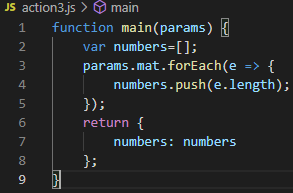 JS action3.js > main
1 function main(params) {
2 var numbers=[];
3 params.mat.forEach(e => {
4 numbers.push(e.length);
5 });
6 return {
7 numbers: numbers
8 };
9 }